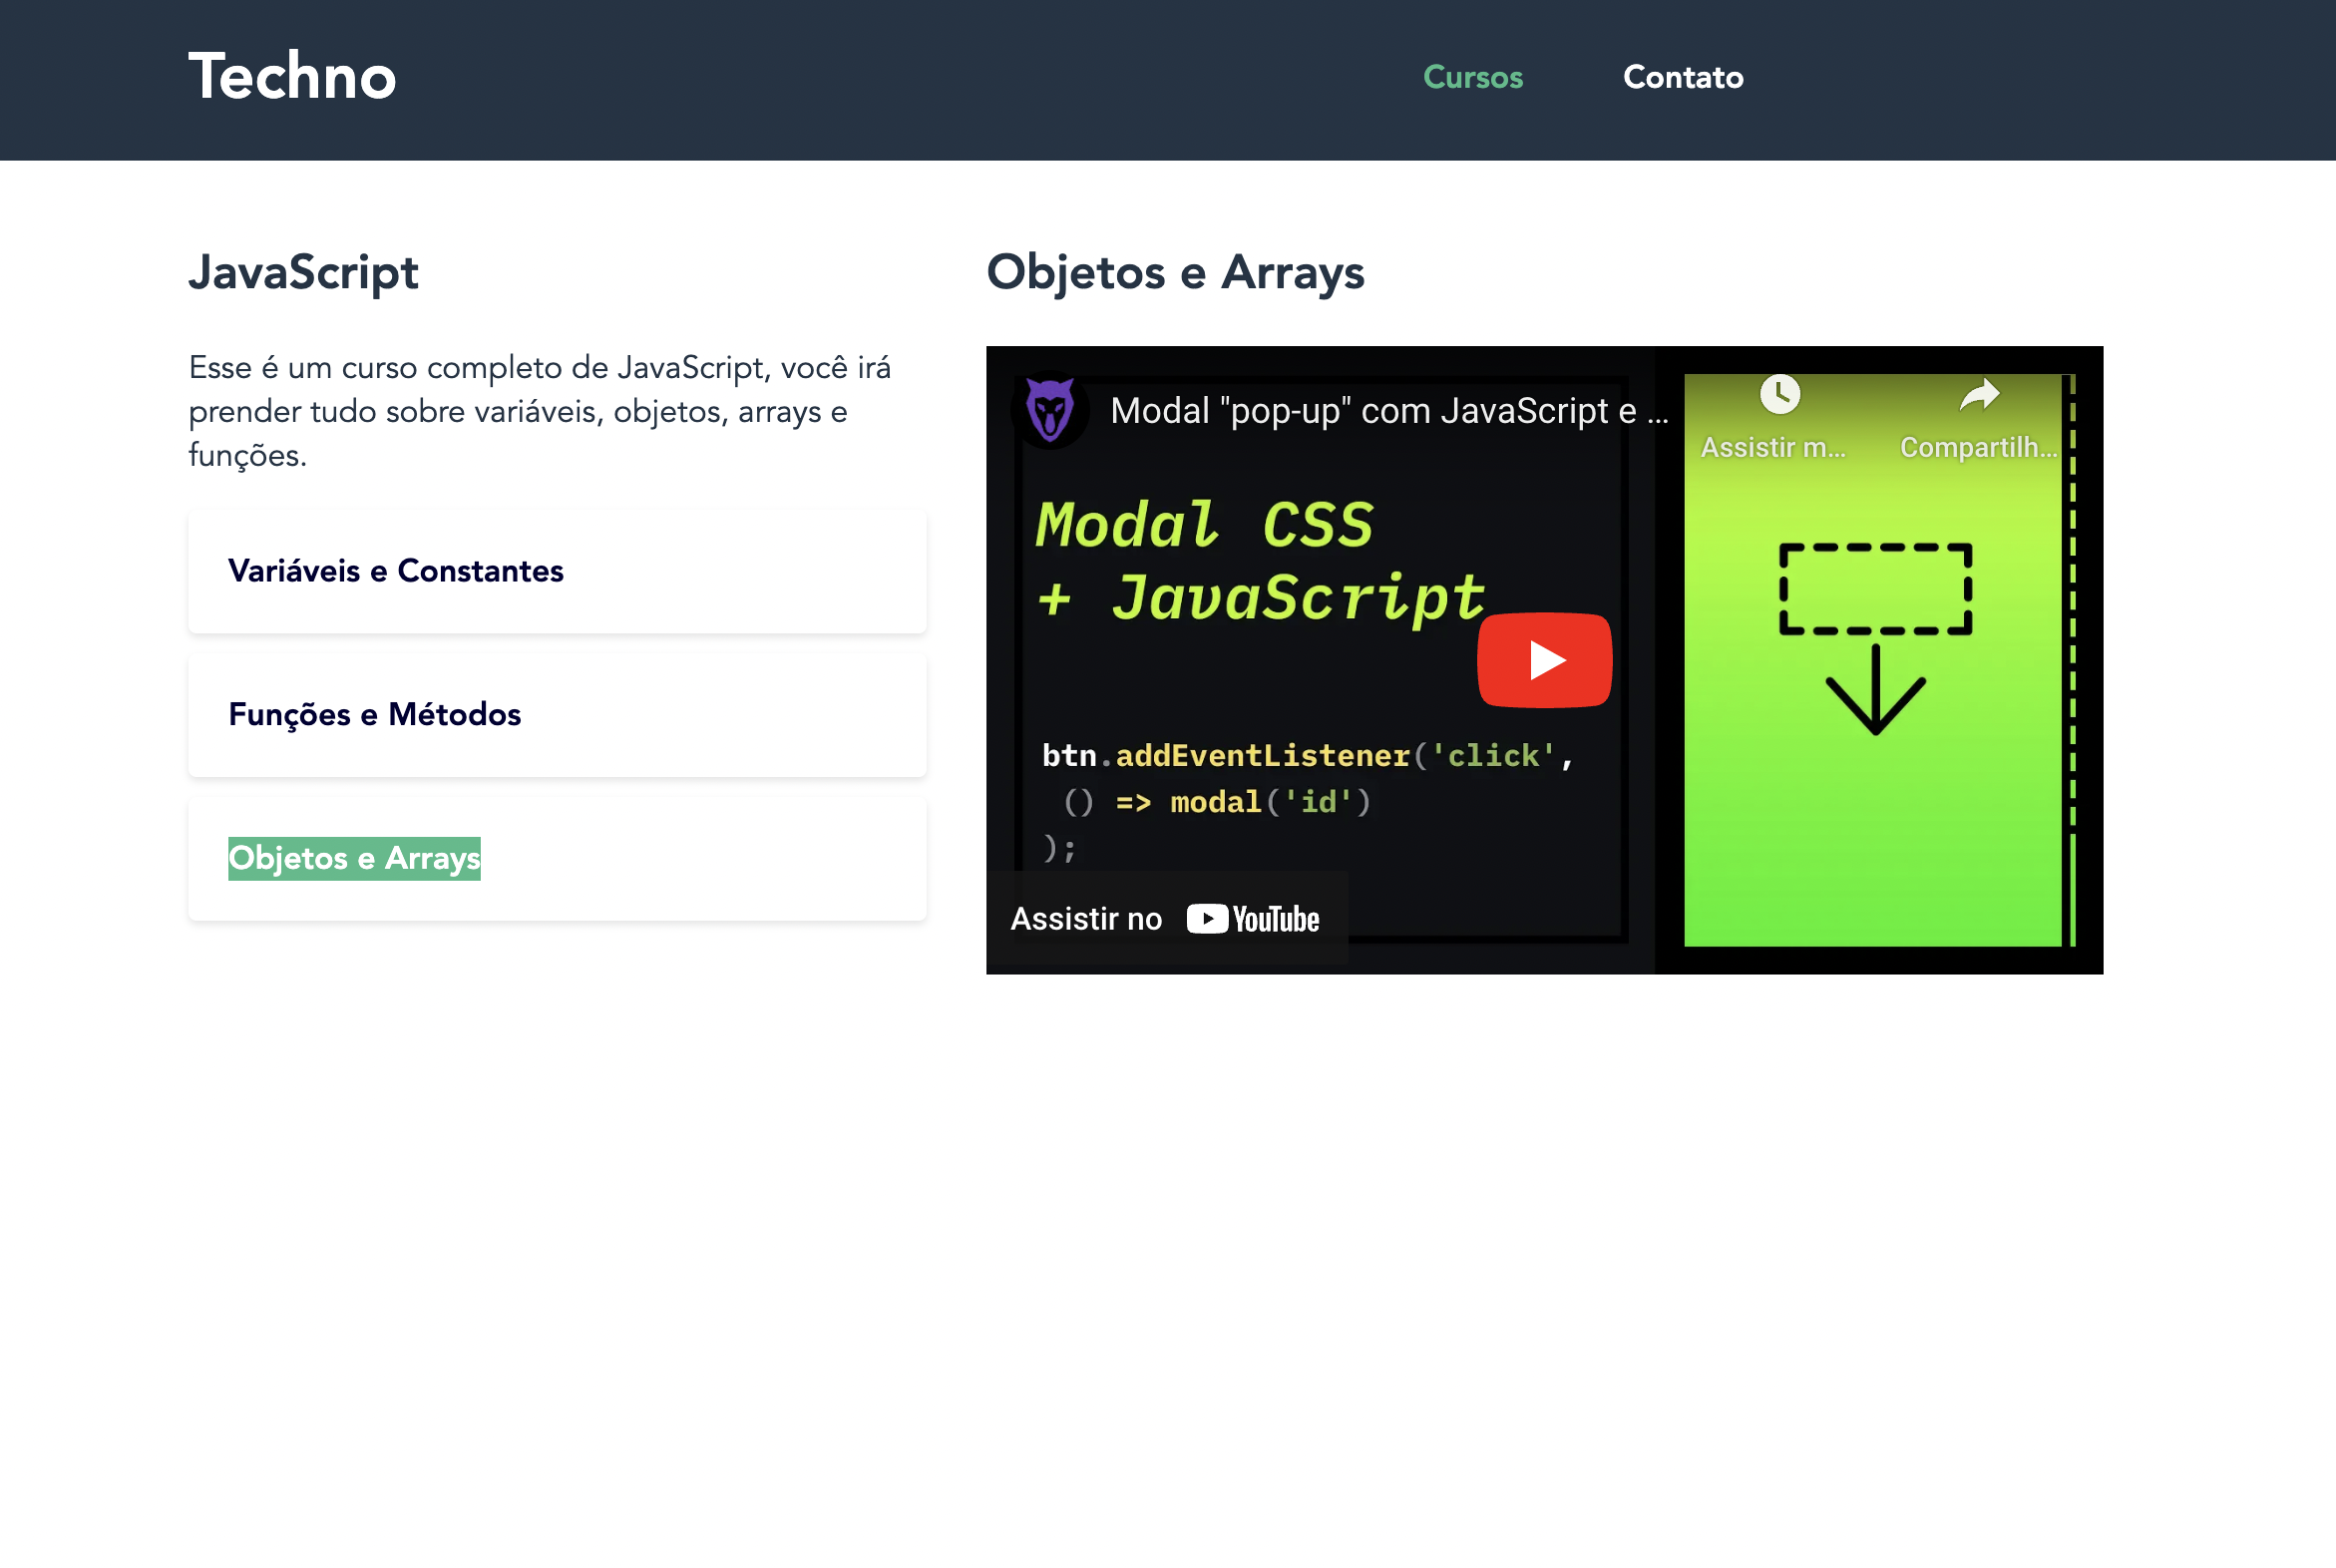 Techno
Cursos
Contato
JavaScript
Esse é um curso completo de JavaScript, você irá
prender tudo sobre variáveis, objetos, arrays e
funções.
Variáveis e Constantes
Funções e Métodos
Objetos e Arrays
Objetos e Arrays
Modal "pop-up" com JavaScript e ...
Assistir m...
Compartilh...
Modal CSS
+ JavaScript
btn.addEventListener('click',
() => modal('id')
);
Assistir no YouTube